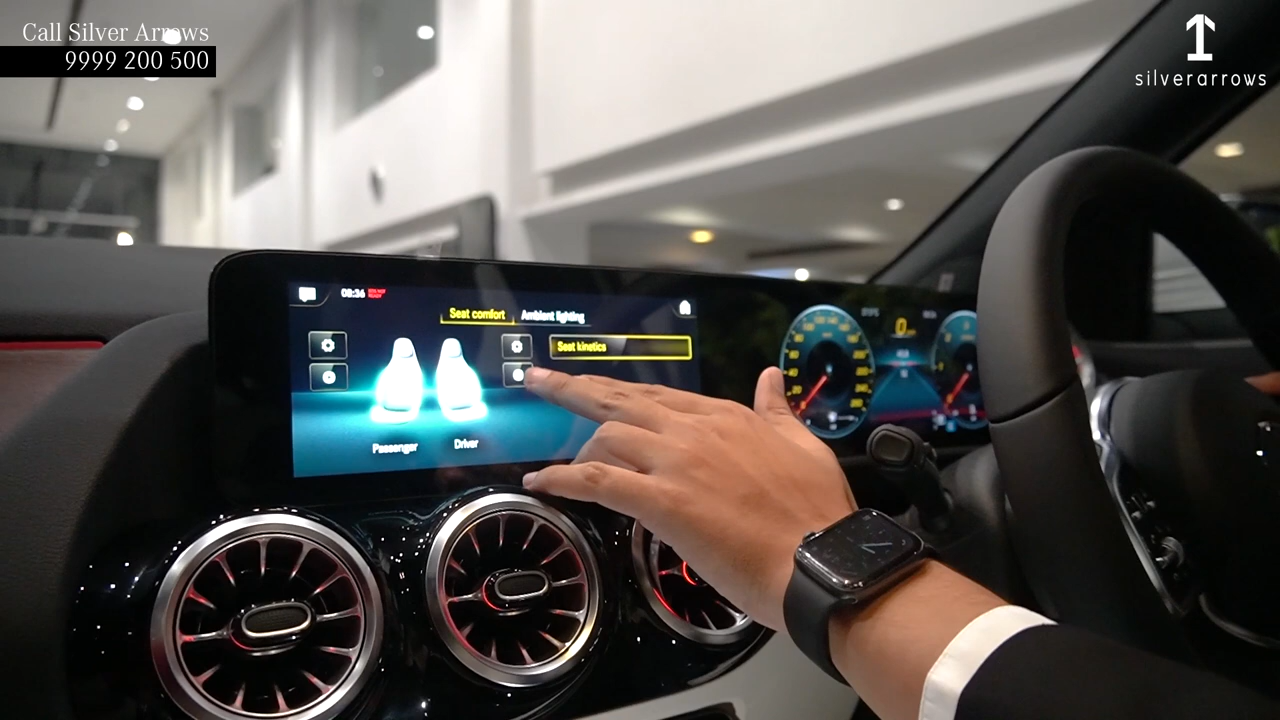 Call Silver Arrows
9999 200 500
silverarrows
08:36
Seat comfort
Ambient lighting
Seat kinetics
Passenger
Driver